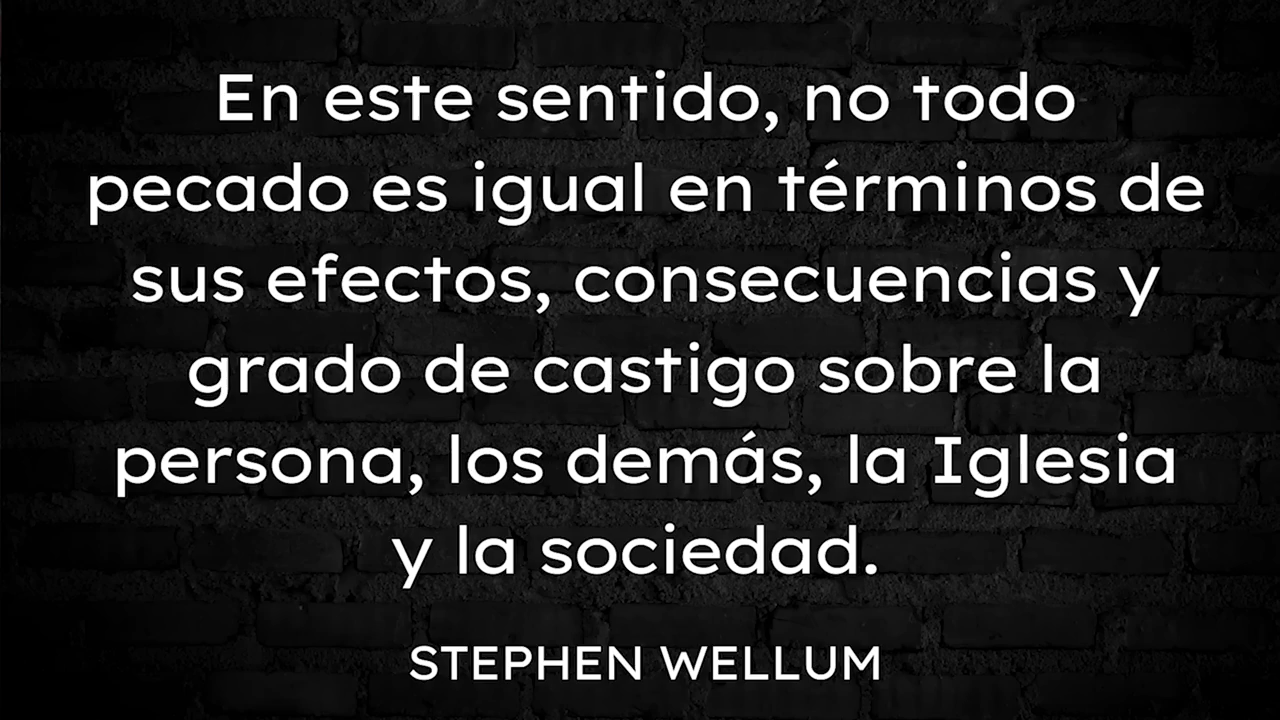 En este sentido, no todo
pecado es igual en términos de
sus efectos, consecuencias y
grado de castigo sobre la
persona, los demás, la Iglesia
y la sociedad.
STEPHEN WELLUM